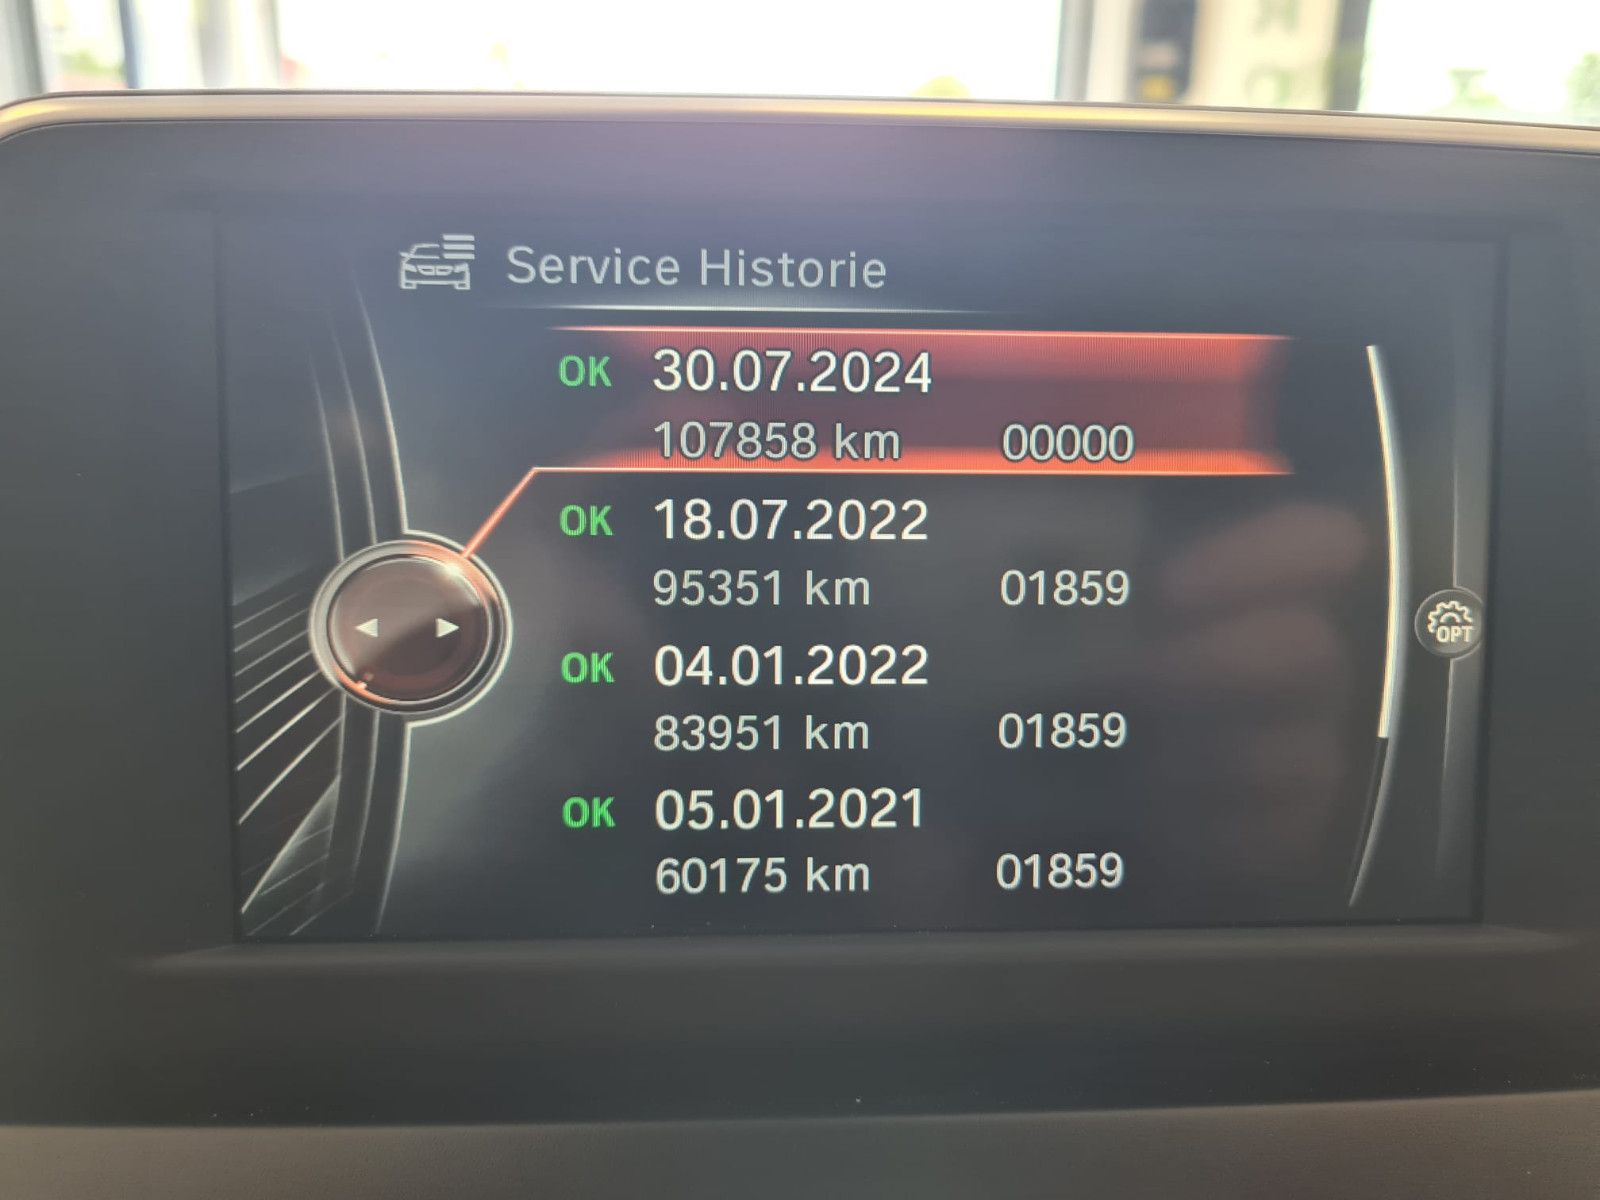 Service Historie
OK 30.07.2024
107858 km 00000
OK 18.07.2022
95351 km 01859
OPT
OK 04.01.2022
83951 km 01859
OK 05.01.2021
60175 km 01859